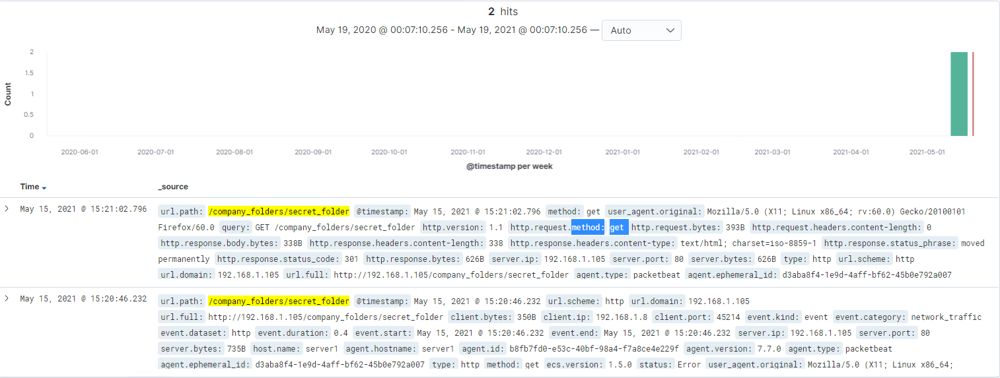 2 hits
May 19, 2020 @ 00:07:10.256 - May 19, 2021 @ 00:07:10.256 — Auto
2
1.5
1
0.5
0
Count
2020-06-01 2020-07-01 2020-08-01 2020-09-01 2020-10-01 2020-11-01 2020-12-01 2021-01-01 2021-02-01 2021-03-01 2021-04-01 2021-05-01
@timestamp per week
Time _source
May 15, 2021 @ 15:21:02.796 url.path: /company_folders/secret_folder @timestamp: May 15, 2021 @ 15:21:02.796 method: get user_agent.original: Mozilla/5.0 (X11; Linux x86_64; rv:60.0) Gecko/20100101
Firefox/60.0 query: GET /company_folders/secret_folder http.version: 1.1 http.request.method: get http.request.bytes: 393B http.request.headers.content-length: 0
http.response.body.bytes: 338B http.response.headers.content-length: 338 http.response.headers.content-type: text/html; charset=iso-8859-1 http.response.status_phrase: moved
permanently http.response.status_code: 301 http.response.bytes: 626B server.ip: 192.168.1.105 server.port: 80 server.bytes: 626B type: http url.scheme: http
url.domain: 192.168.1.105 url.full: http://192.168.1.105/company_folders/secret_folder agent.type: packetbeat agent.ephemeral_id: d3aba8f4-1e9d-4aff-bf62-45b0e792a007
May 15, 2021 @ 15:20:46.232 url.path: /company_folders/secret_folder @timestamp: May 15, 2021 @ 15:20:46.232 url.scheme: http url.domain: 192.168.1.105
url.full: http://192.168.1.105/company_folders/secret_folder client.bytes: 350B client.ip: 192.168.1.8 client.port: 45214 event.kind: event event.category: network_traffic
event.dataset: http event.duration: 0.4 event.start: May 15, 2021 @ 15:20:46.232 event.end: May 15, 2021 @ 15:20:46.232 server.ip: 192.168.1.105 server.port: 80
server.bytes: 735B host.name: server1 agent.hostname: server1 agent.id: b8fb7fd0-e53c-40bf-98a4-f7a8ce4e229f agent.version: 7.7.0 agent.type: packetbeat
agent.ephemeral_id: d3aba8f4-1e9d-4aff-bf62-45b0e792a007 type: http method: get ecs.version: 1.5.0 status: Error user_agent.original: Mozilla/5.0 (X11; Linux x86_64;